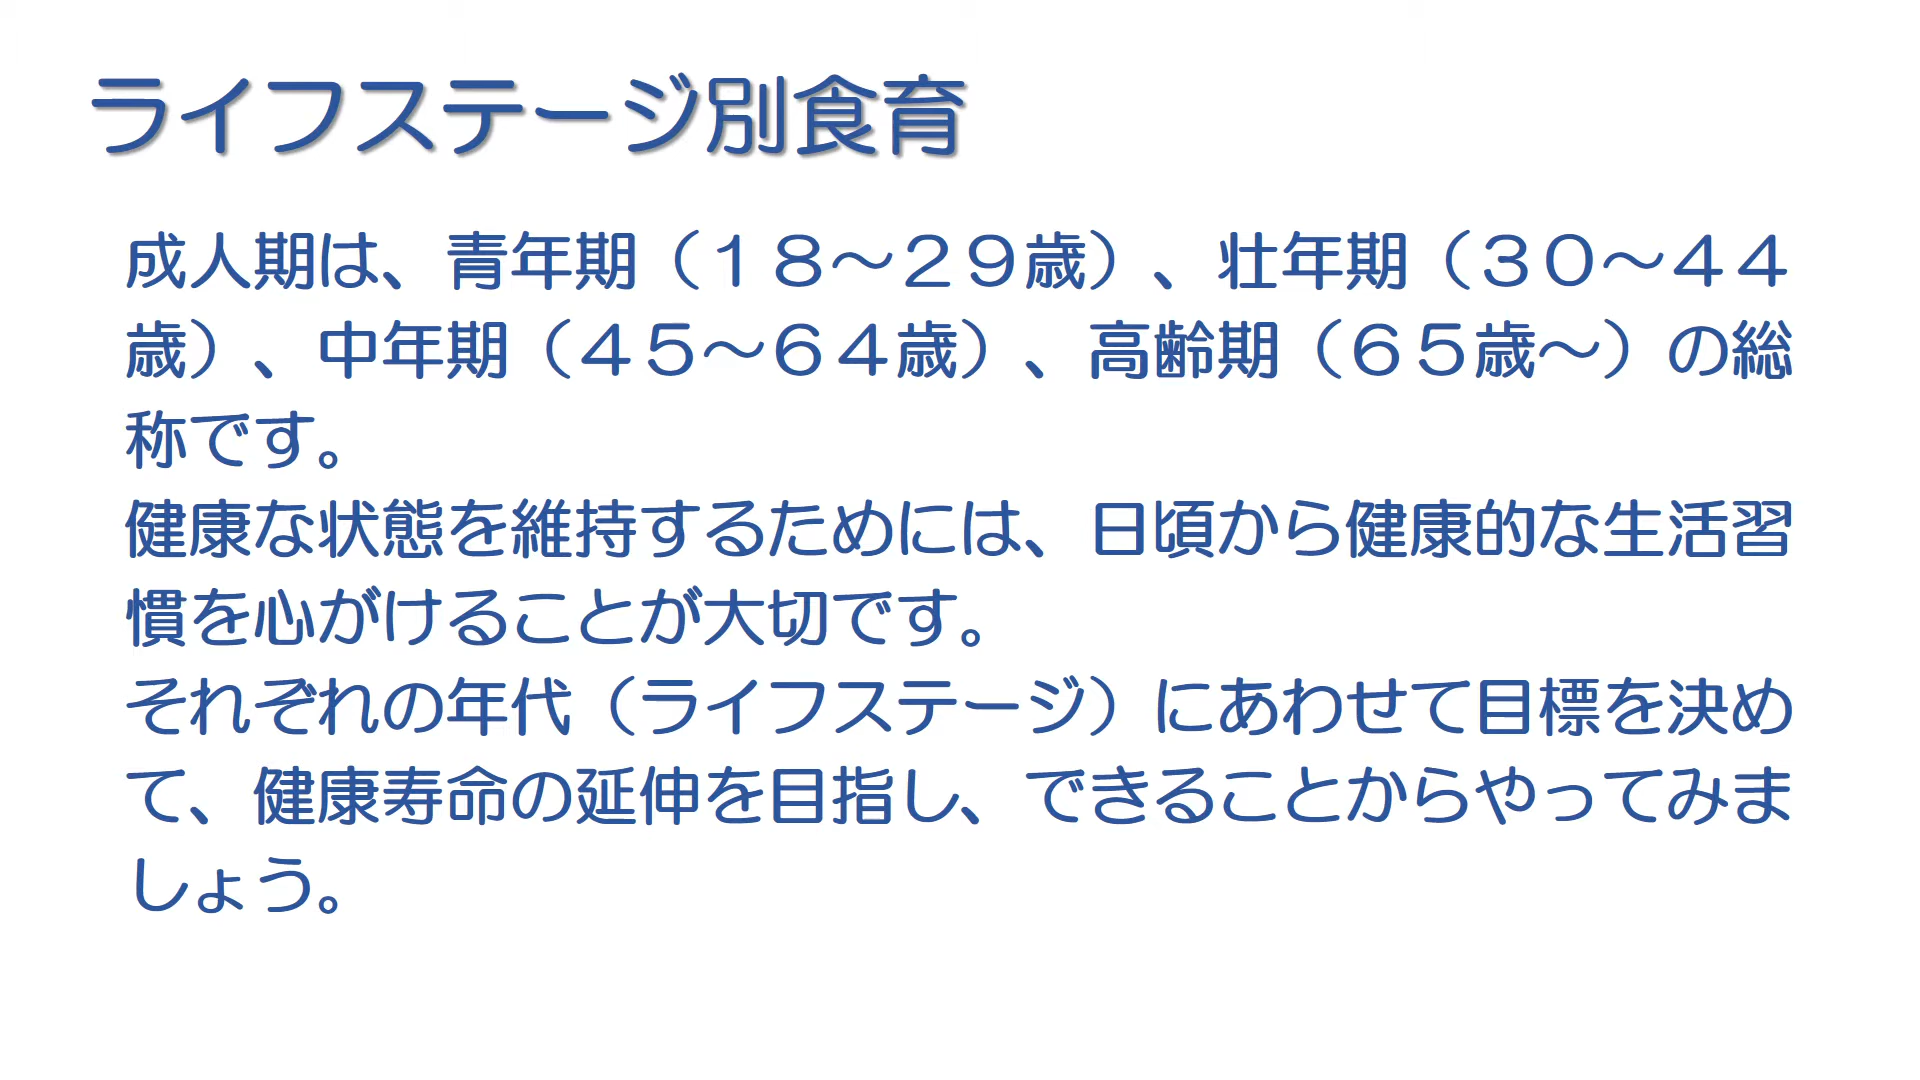 ライフステージ別食育
成人期は、青年期（１８～２９歳）、壮年期（３０～４４
歳）、中年期（４５～６４歳）、高齢期（６５歳～）の総
称です。
健康な状態を維持するためには、日頃から健康的な生活習
慣を心がけることが大切です。
それぞれの年代（ライフステージ）にあわせて目標を決め
て、健康寿命の延伸を目指し、できることからやってみま
しょう。